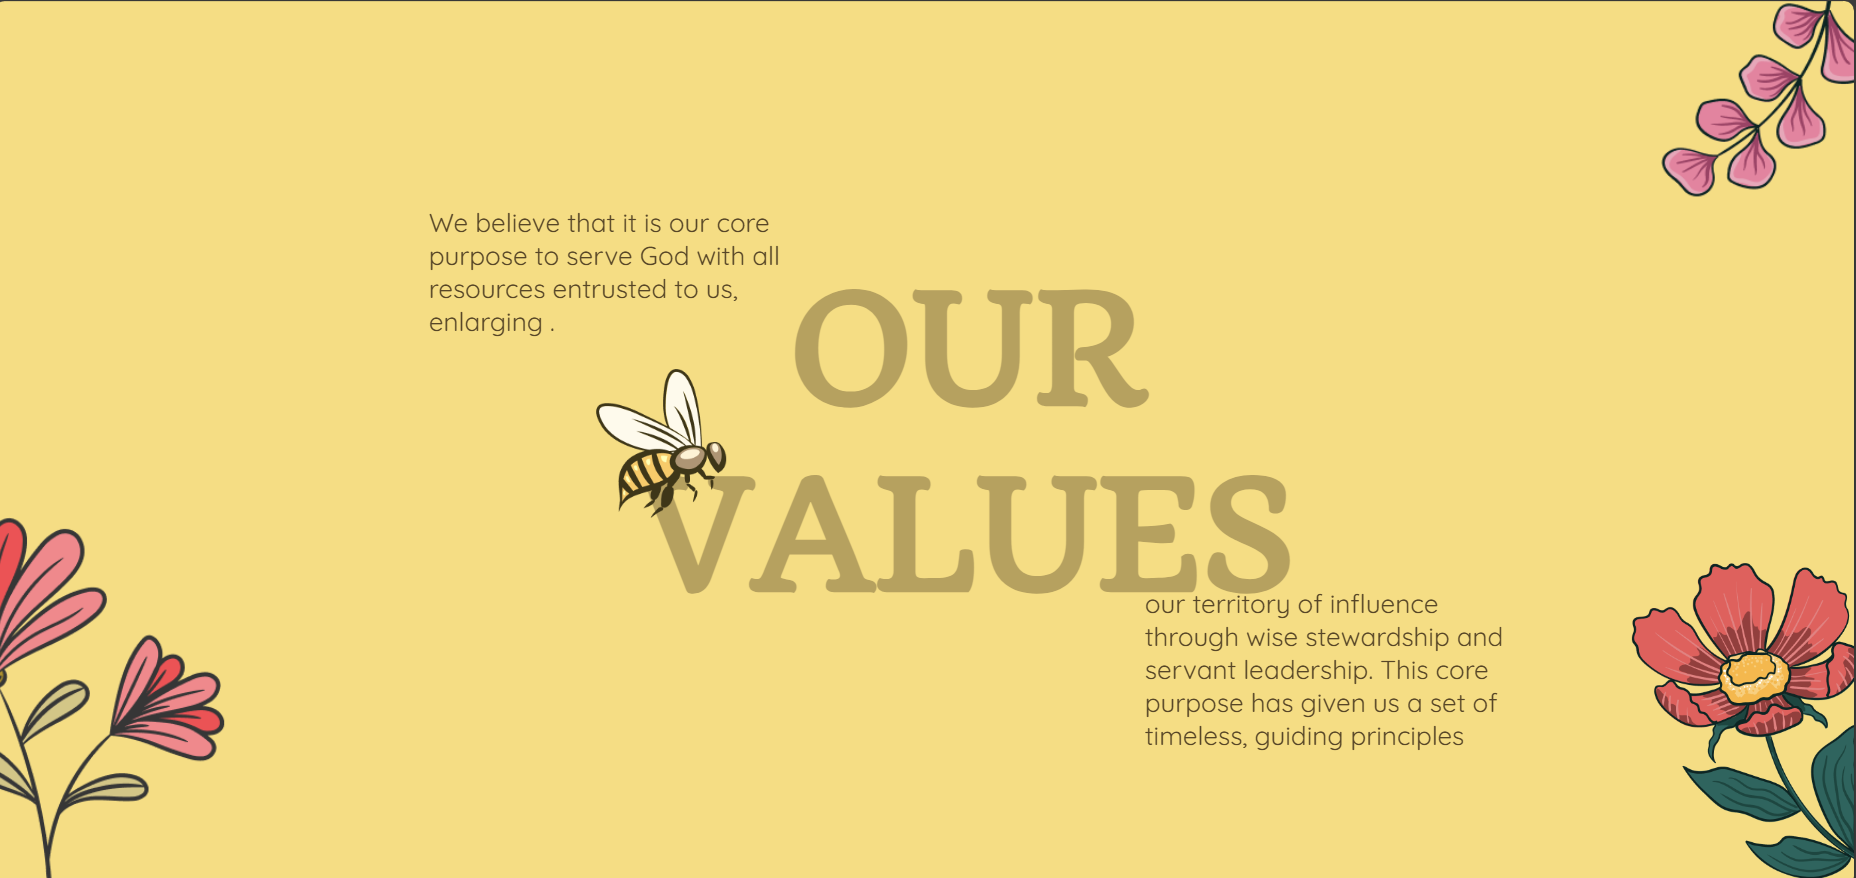 We believe that it is our core
purpose to serve God with all
resources entrusted to us,
enlarging .
OUR
VALUES
our territory of influence
through wise stewardship and
servant leadership. This core
purpose has given us a set of
timeless, guiding principles